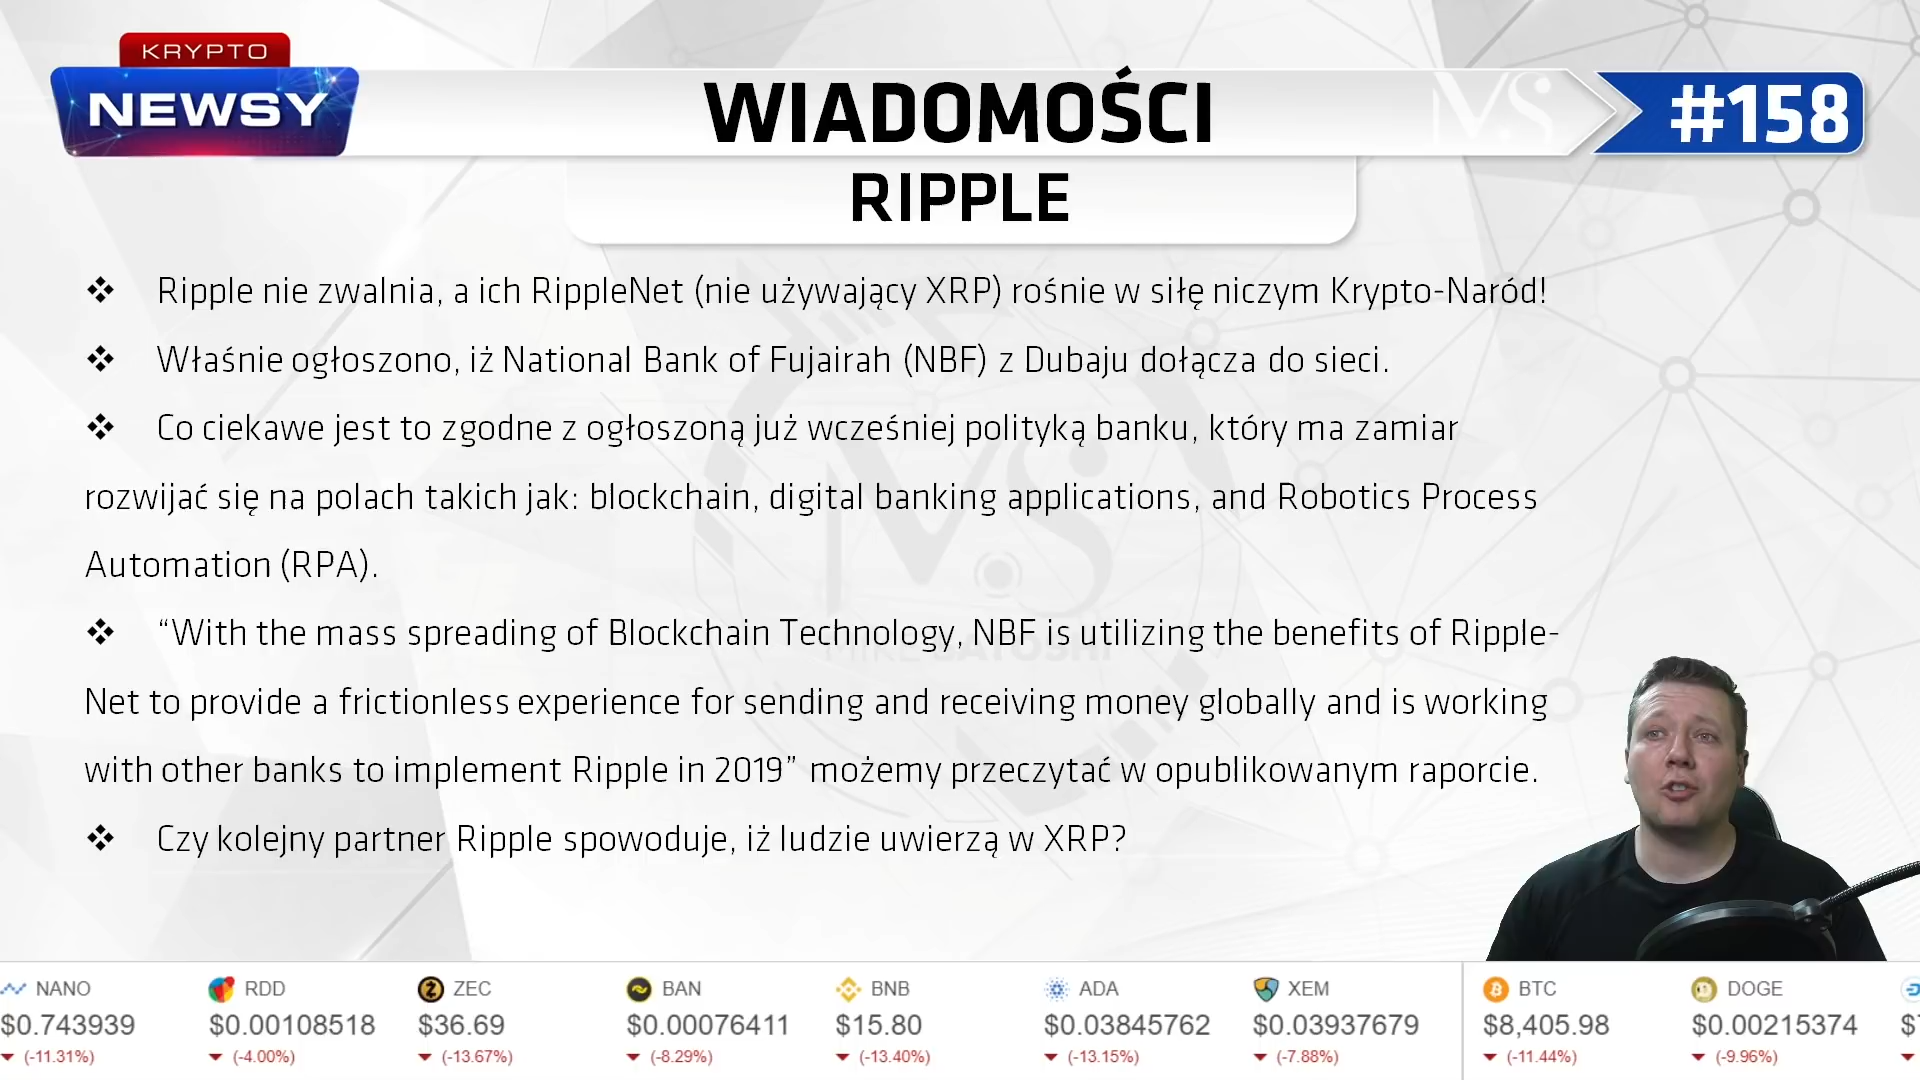 KRYPTO
NEWSY
WIADOMOŚCI
#158
RIPPLE
❖ Ripple nie zwalnia, a ich RippleNet (nie używający XRP) rośnie w siłę niczym Krypto-Naród!
❖ Właśnie ogłoszono, iż National Bank of Fujairah (NBF) z Dubaju dołącza do sieci.
❖ Co ciekawe jest to zgodne z ogłoszoną już wcześniej polityką banku, który ma zamiar
rozwijać się na polach takich jak: blockchain, digital banking applications, and Robotics Process
Automation (RPA).
❖ “With the mass spreading of Blockchain Technology, NBF is utilizing the benefits of Ripple-
Net to provide a frictionless experience for sending and receiving money globally and is working
with other banks to implement Ripple in 2019” możemy przeczytać w opublikowanym raporcie.
❖ Czy kolejny partner Ripple spowoduje, iż ludzie uwierzą w XRP?
MIKE SATOSHI
NANO RDD ZEC BAN BNB ADA XEM BTC DOGE
$0.743939 $0.00108518 $36.69 $0.00076411 $15.80 $0.03845762 $0.03937679 $8,405.98 $0.00215374
(-11.31%) (-4.00%) (-13.67%) (-8.29%) (-13.40%) (-13.15%) (-7.88%) (-11.44%) (-9.96%)